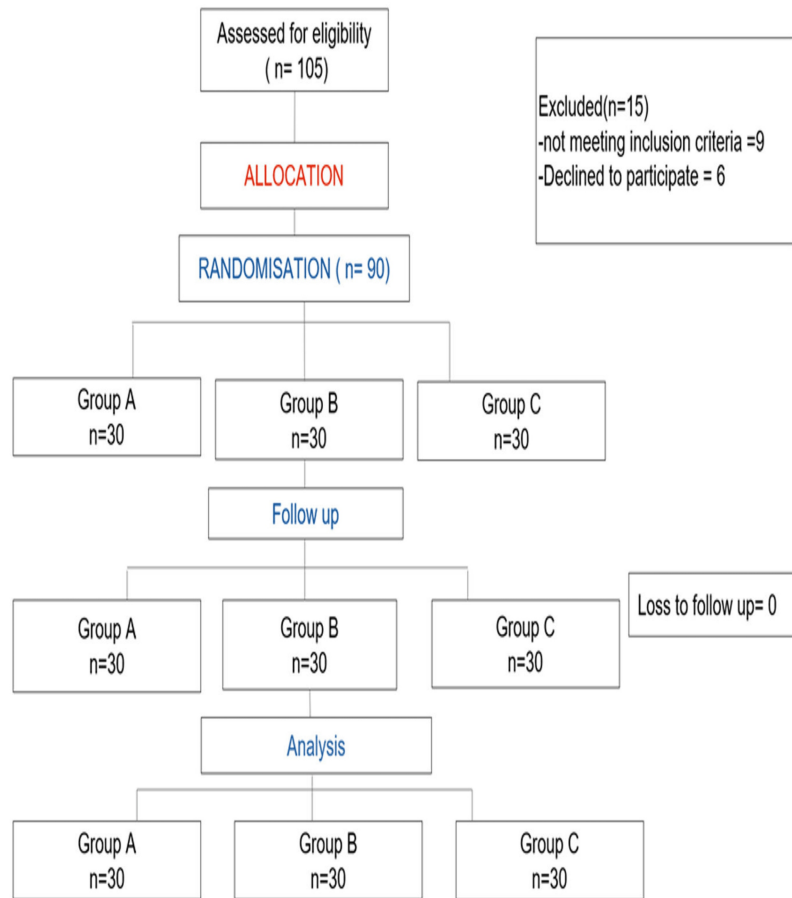 Assessed for eligibility
( n= 105)
Excluded(n=15)
-not meeting inclusion criteria =9
-Declined to participate = 6
ALLOCATION
RANDOMISATION ( n= 90)
Group A
n=30
Group B
n=30
Group C
n=30
Follow up
Group A
n=30
Group B
n=30
Group C
n=30
Loss to follow up= 0
Analysis
Group A
n=30
Group B
n=30
Group C
n=30